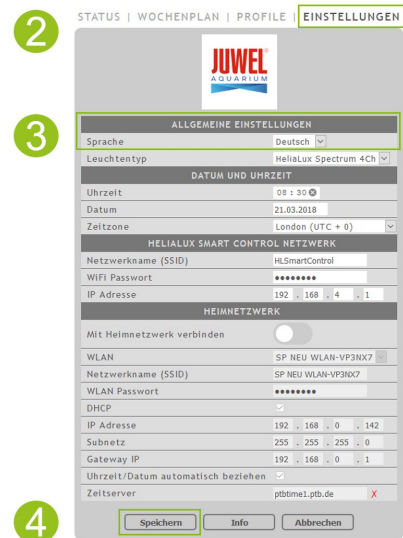 2
STATUS | WOCHENPLAN | PROFILE | EINSTELLUNGEN
JUWEL
AQUARIUM
3
ALLGEMEINE EINSTELLUNGEN
Sprache Deutsch
Leuchtentyp HeliaLux Spectrum 4Ch
DATUM UND UHRZEIT
Uhrzeit 08 : 30
Datum 21.03.2018
Zeitzone London (UTC + 0)
HELIALUX SMART CONTROL NETZWERK
Netzwerkname (SSID) HLSmartControl
WiFi Passwort ••••••••
IP Adresse 192 . 168 . 4 . 1
HEIMNETZWERK
Mit Heimnetzwerk verbinden
WLAN SP NEU WLAN-VP3NX7
Netzwerkname (SSID) SP NEU WLAN-VP3NX7
WLAN Passwort ••••••••
DHCP
IP Adresse 192 . 168 . 0 . 142
Subnetz 255 . 255 . 255 . 0
Gateway IP 192 . 168 . 0 . 1
Uhrzeit/Datum automatisch beziehen
Zeitserver ptbtime1.ptb.de X
4
Speichern Info Abbrechen